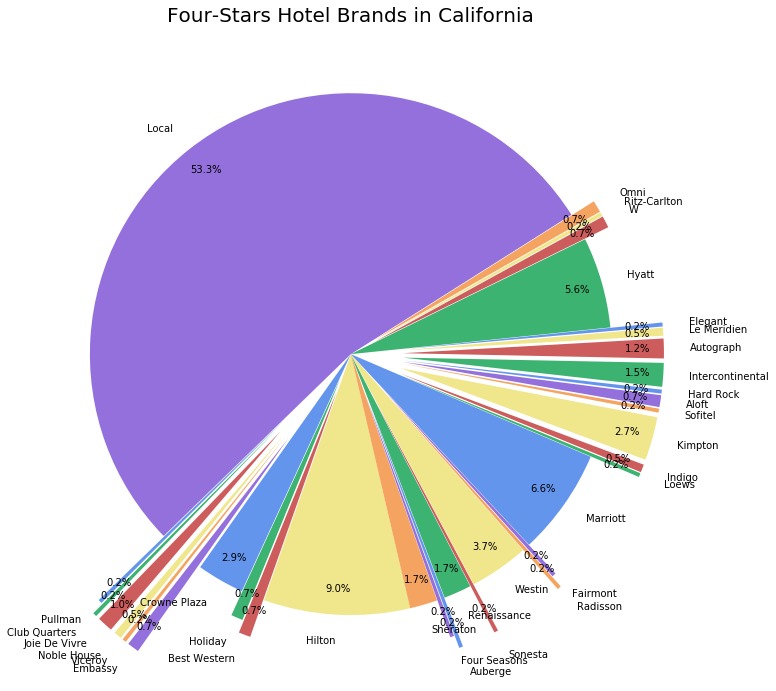 Four-Stars Hotel Brands in California
Local
53.3%
Omni
0.7%
Ritz-Carlton
0.2%
W
0.7%
Hyatt
5.6%
Elegant
0.2%
Le Mendien
0.5%
Autograph
1.2%
Intercontinental
1.5%
Hard Rock
0.2%
Aloft
0.7%
Sofitel
0.2%
Kimpton
2.7%
Indigo
0.5%
Loews
0.2%
Marriott
6.6%
Fairmont
0.2%
Radisson
0.2%
Westin
3.7%
Sonesta
0.2%
Renaissance
1.7%
Four Seasons
0.2%
Auberge
0.2%
Sheraton
1.7%
Hilton
9.0%
Best Western
0.7%
Holiday
0.7%
Crowne Plaza
2.9%
Embassy
0.7%
Viceroy
0.2%
Noble House
0.5%
Joie De Vivre
1.0%
Club Quarters
0.2%
Pullman
0.2%